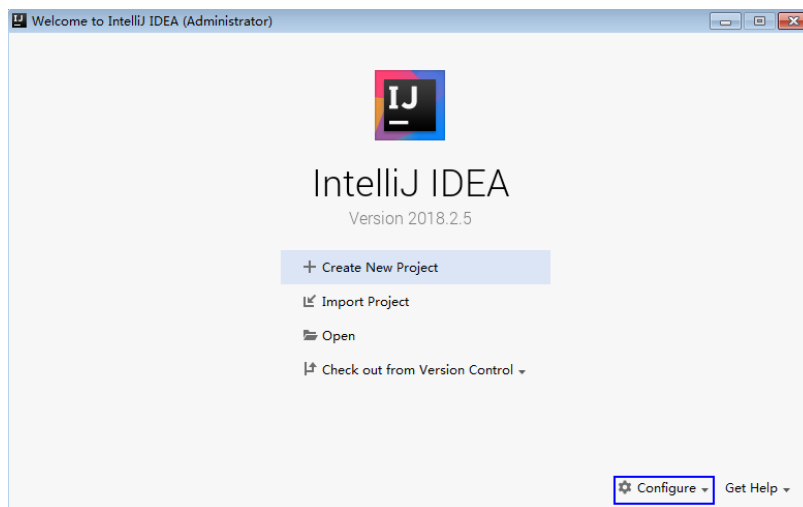 Welcome to IntelliJ IDEA (Administrator)
IJ
IntelliJ IDEA
Version 2018.2.5
Create New Project
Import Project
Open
Check out from Version Control
Configure
Get Help